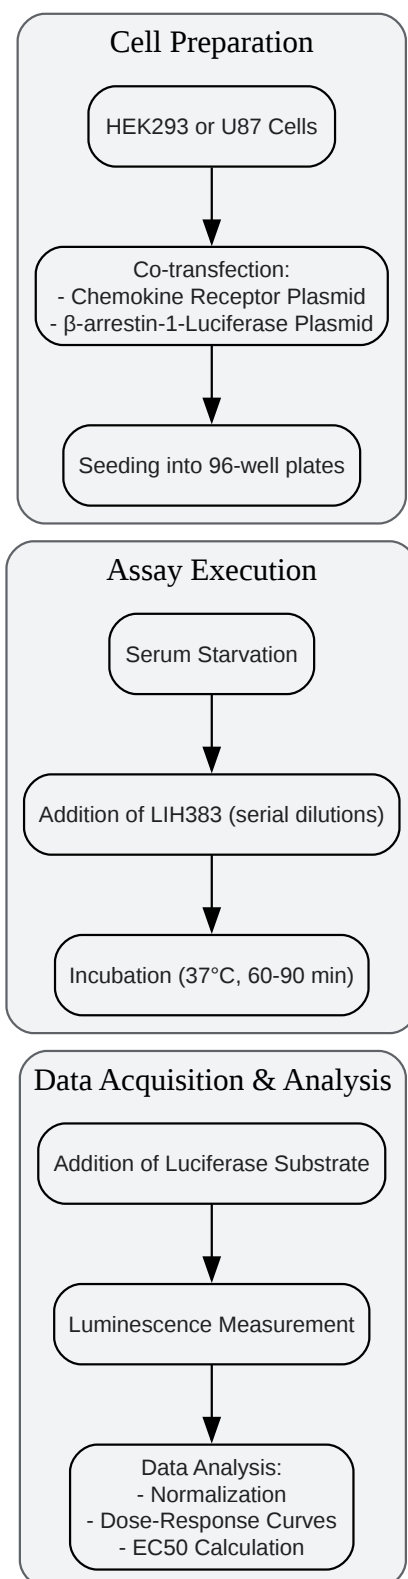 Cell Preparation
HEK293 or U87 Cells
Co-transfection:
- Chemokine Receptor Plasmid
- β-arrestin-1-Luciferase Plasmid
Seeding into 96-well plates
Assay Execution
Serum Starvation
Addition of LIH383 (serial dilutions)
Incubation (37°C, 60-90 min)
Data Acquisition & Analysis
Addition of Luciferase Substrate
Luminescence Measurement
Data Analysis:
- Normalization
- Dose-Response Curves
- EC50 Calculation